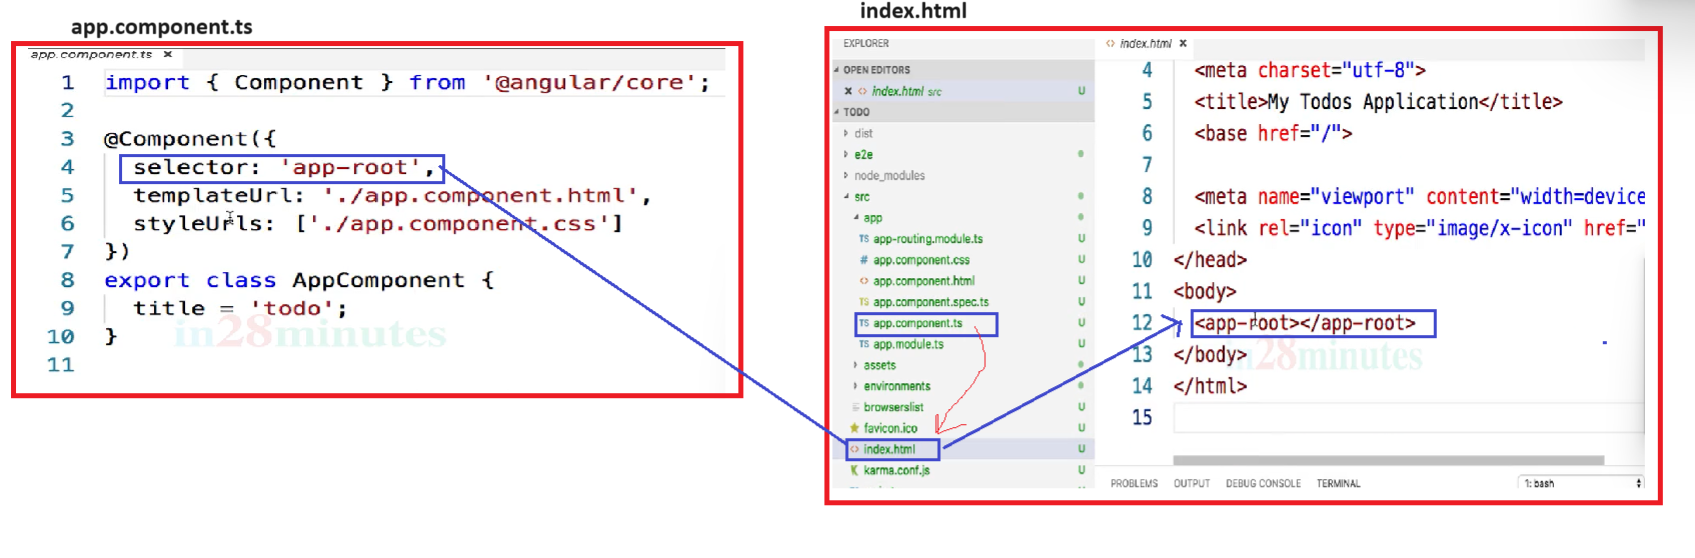 app.component.ts
app.component.ts ×
1 import { Component } from '@angular/core';
2
3 @Component({
4 selector: 'app-root',
5 templateUrl: './app.component.html',
6 styleUrls: ['./app.component.css']
7 })
8 export class AppComponent {
9 title = 'todo';
10 }
11
in28minutes
index.html
EXPLORER
OPEN EDITORS
× <> index.html src U
TODO
dist
e2e
node_modules
src
app
TS app-routing.module.ts U
# app.component.css U
<> app.component.html U
TS app.component.spec.ts U
TS app.component.ts U
TS app.module.ts U
assets
environments
browserslist U
favicon.ico U
<> index.html U
karma.conf.js U
<> index.html ×
4 <meta charset="utf-8">
5 <title>My Todos Application</title>
6 <base href="/">
7
8 <meta name="viewport" content="width=device
9 <link rel="icon" type="image/x-icon" href="
10 </head>
11 <body>
12 <app-root></app-root>
13 </body>
14 </html>
15
in28minutes
PROBLEMS OUTPUT DEBUG CONSOLE TERMINAL 1: bash